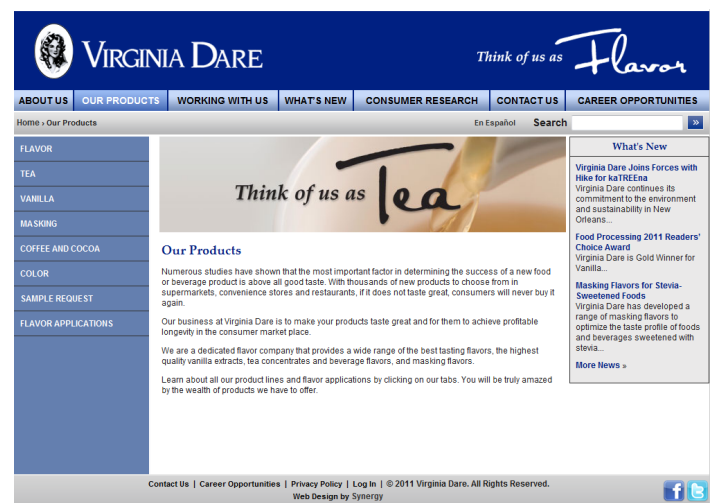 VIRGINIA DARE
Think of us as Flavor
ABOUT US OUR PRODUCTS WORKING WITH US WHAT'S NEW CONSUMER RESEARCH CONTACT US CAREER OPPORTUNITIES
Home › Our Products
En Español Search »
FLAVOR
TEA
VANILLA
MASKING
COFFEE AND COCOA
COLOR
SAMPLE REQUEST
FLAVOR APPLICATIONS
Think of us as Tea
Our Products
Numerous studies have shown that the most important factor in determining the success of a new food
or beverage product is above all good taste. With thousands of new products to choose from in
supermarkets, convenience stores and restaurants, if it does not taste great, consumers will never buy it
again.
Our business at Virginia Dare is to make your products taste great and for them to achieve profitable
longevity in the consumer market place.
We are a dedicated flavor company that provides a wide range of the best tasting flavors, the highest
quality vanilla extracts, tea concentrates and beverage flavors, and masking flavors.
Learn about all our product lines and flavor applications by clicking on our tabs. You will be truly amazed
by the wealth of products we have to offer.
What's New
Virginia Dare Joins Forces with
Hike for kaTREEna
Virginia Dare continues its
commitment to the environment
and sustainability in New
Orleans...
Food Processing 2011 Readers'
Choice Award
Virginia Dare is Gold Winner for
Vanilla...
Masking Flavors for Stevia-
Sweetened Foods
Virginia Dare has developed a
range of masking flavors to
optimize the taste profile of foods
and beverages sweetened with
stevia...
More News »
Contact Us | Career Opportunities | Privacy Policy | Log In | © 2011 Virginia Dare. All Rights Reserved.
Web Design by Synergy